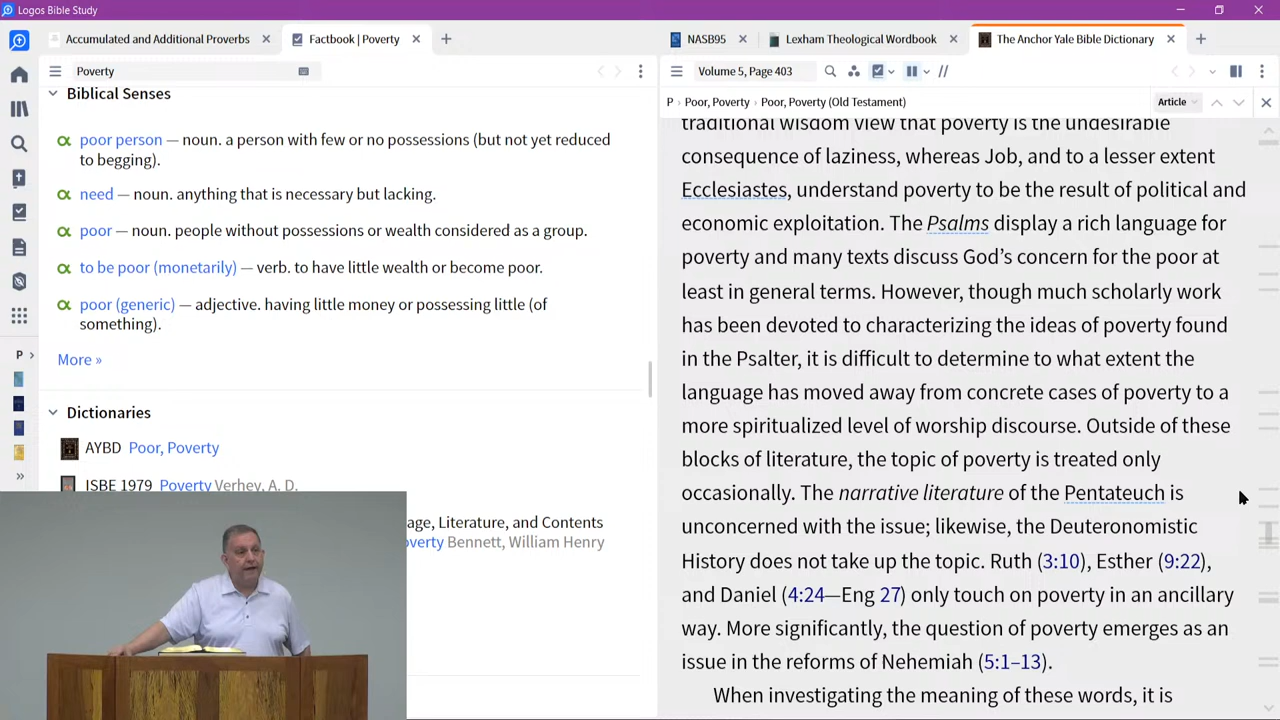 Logos Bible Study
Accumulated and Additional Proverbs
Factbook | Poverty
NASB95
Lexham Theological Wordbook
The Anchor Yale Bible Dictionary
Poverty
Volume 5, Page 403
P › Poor, Poverty › Poor, Poverty (Old Testament)
Article
Biblical Senses
poor person — noun. a person with few or no possessions (but not yet reduced
to begging).
need — noun. anything that is necessary but lacking.
poor — noun. people without possessions or wealth considered as a group.
to be poor (monetarily) — verb. to have little wealth or become poor.
poor (generic) — adjective. having little money or possessing little (of
something).
More »
Dictionaries
AYBD Poor, Poverty
ISBE 1979 Poverty Verhey, A. D.
age, Literature, and Contents
overty Bennett, William Henry
P
traditional wisdom view that poverty is the undesirable
consequence of laziness, whereas Job, and to a lesser extent
Ecclesiastes, understand poverty to be the result of political and
economic exploitation. The Psalms display a rich language for
poverty and many texts discuss God’s concern for the poor at
least in general terms. However, though much scholarly work
has been devoted to characterizing the ideas of poverty found
in the Psalter, it is difficult to determine to what extent the
language has moved away from concrete cases of poverty to a
more spiritualized level of worship discourse. Outside of these
blocks of literature, the topic of poverty is treated only
occasionally. The narrative literature of the Pentateuch is
unconcerned with the issue; likewise, the Deuteronomistic
History does not take up the topic. Ruth (3:10), Esther (9:22),
and Daniel (4:24—Eng 27) only touch on poverty in an ancillary
way. More significantly, the question of poverty emerges as an
issue in the reforms of Nehemiah (5:1–13).
When investigating the meaning of these words, it is